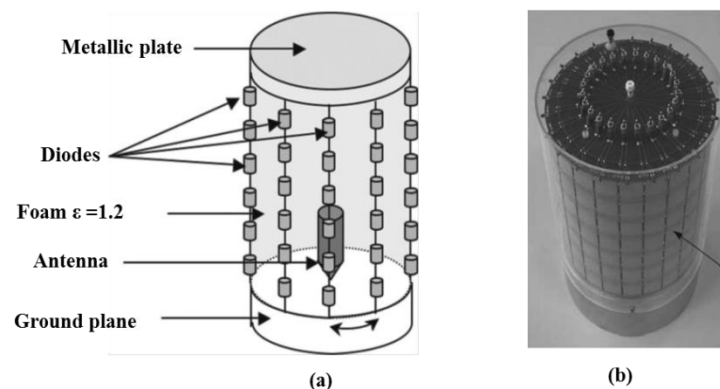 Metallic plate
Diodes
Foam ε =1.2
Antenna
Ground plane
(a)
(b)